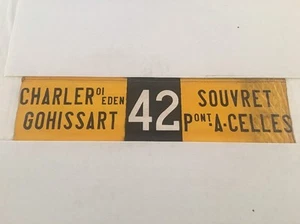 CHARLEROI EDEN
GOHISSART
42
SOUVRET
PONT.A.CELLES